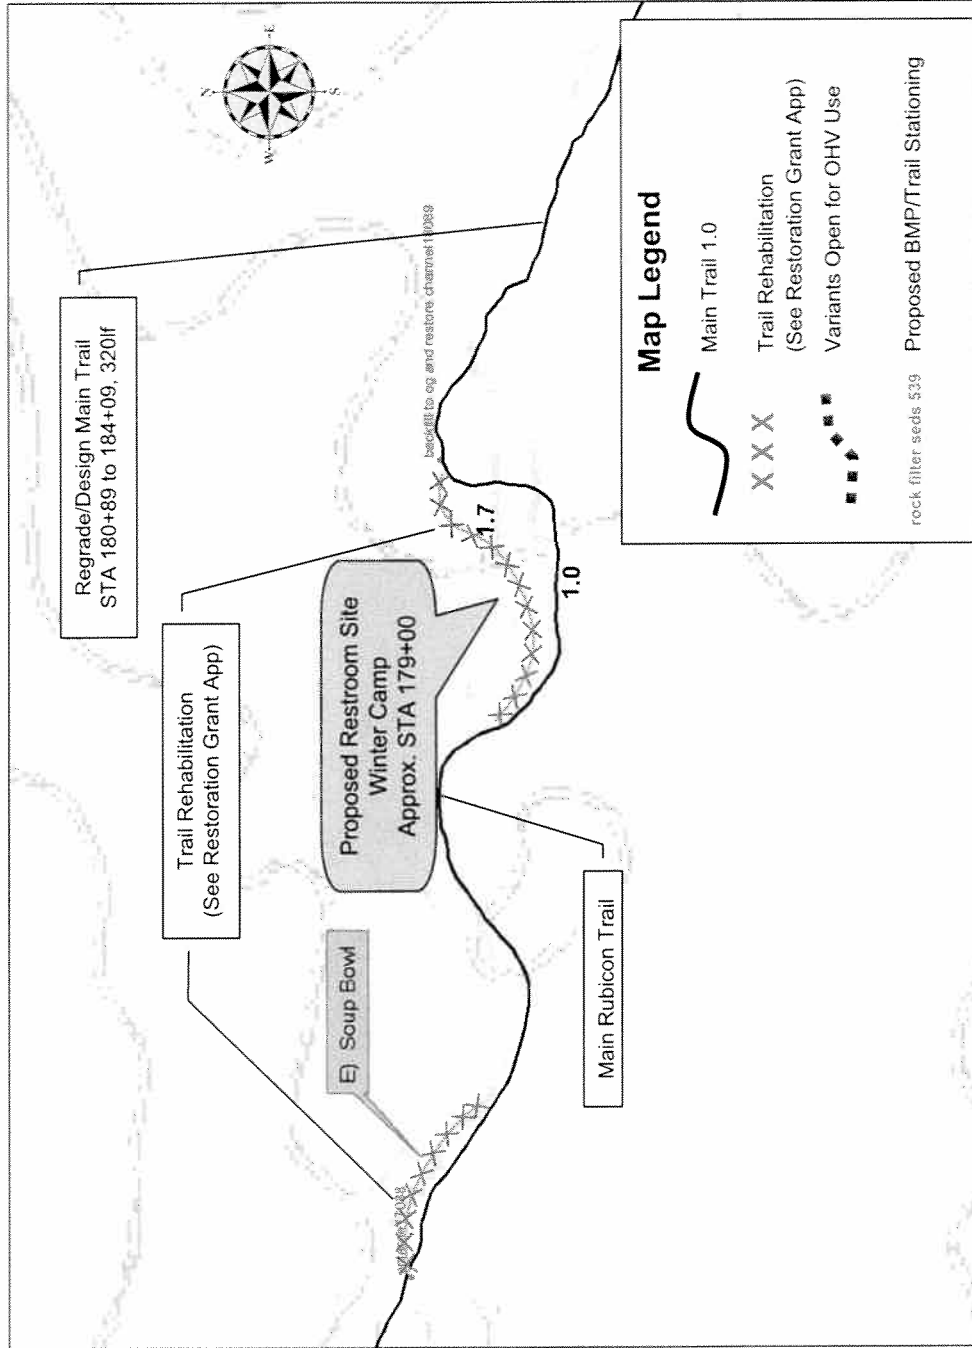 Regrade/Design Main Trail
STA 180+89 to 184+09, 320lf
N
E
S
W
Trail Rehabilitation
(See Restoration Grant App)
backfill to og and restore channel 18089
Proposed Restroom Site
Winter Camp
Approx. STA 179+00
E) Soup Bowl
1.7
1.0
Main Rubicon Trail
Map Legend
Main Trail 1.0
X X X Trail Rehabilitation
(See Restoration Grant App)
Variants Open for OHV Use
rock filter seds 539 Proposed BMP/Trail Stationing